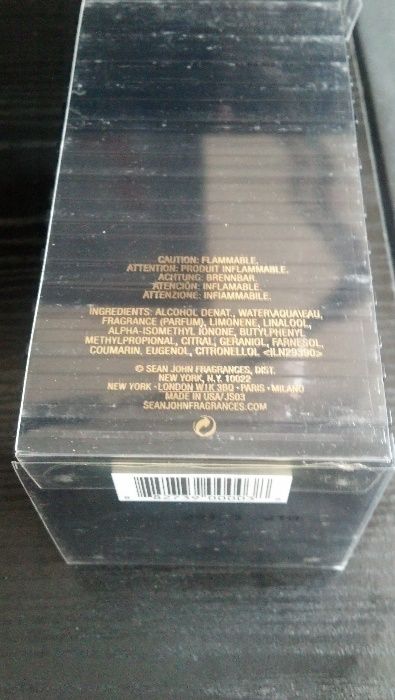 CAUTION: FLAMMABLE.
ATTENTION: PRODUIT INFLAMMABLE.
ACHTUNG: BRENNBAR.
ATENCIÓN: INFLAMABLE.
ATTENZIONE: INFIAMMABILE.
INGREDIENTS: ALCOHOL DENAT., WATER\AQUA\EAU,
FRAGRANCE (PARFUM), LIMONENE, LINALOOL,
ALPHA-ISOMETHYL IONONE, BUTYLPHENYL
METHYLPROPIONAL, CITRAL, GERANIOL, FARNESOL,
COUMARIN, EUGENOL, CITRONELLOL <ILN29390>
© SEAN JOHN FRAGRANCES, DIST.
NEW YORK, N.Y. 10022
NEW YORK · LONDON W1K 3BQ · PARIS · MILANO
MADE IN USA/JS03
SEANJOHNFRAGRANCES.COM